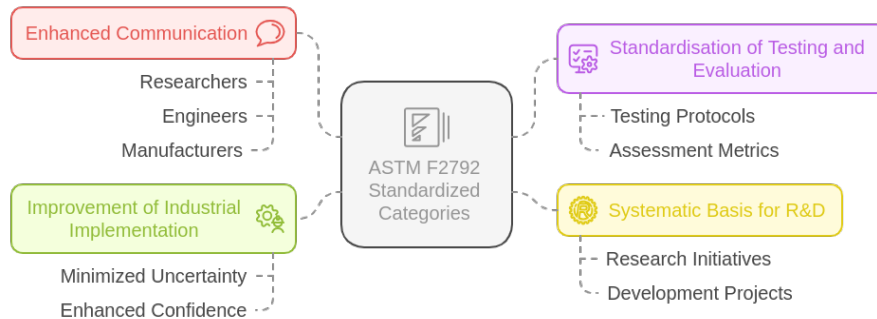 Enhanced Communication
Researchers
Engineers
Manufacturers
Improvement of Industrial
Implementation
Minimized Uncertainty
Enhanced Confidence
ASTM F2792
Standardized
Categories
Standardisation of Testing and
Evaluation
Testing Protocols
Assessment Metrics
Systematic Basis for R&D
Research Initiatives
Development Projects